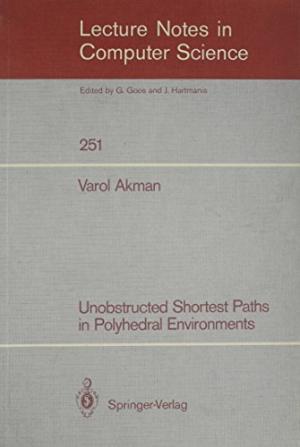 Lecture Notes in
Computer Science
Edited by G. Goos and J. Hartmanis
251
Varol Akman
Unobstructed Shortest Paths
in Polyhedral Environments
Springer-Verlag